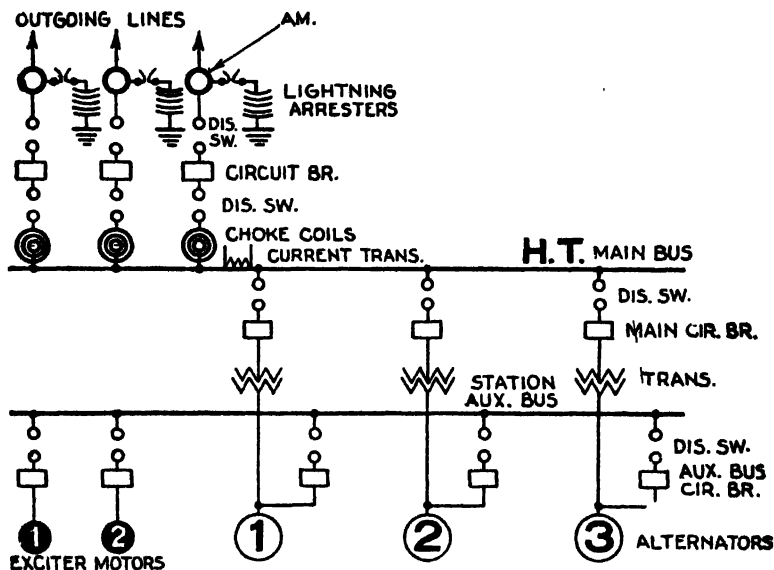 OUTGOING LINES
AM.
LIGHTNING
ARRESTERS
DIS.
SW.
CIRCUIT BR.
DIS. SW.
CHOKE COILS
CURRENT TRANS.
H.T. MAIN BUS
DIS. SW.
MAIN CIR. BR.
TRANS.
STATION
AUX. BUS
DIS. SW.
AUX. BUS
CIR. BR.
1 2 1 2 3 ALTERNATORS
EXCITER MOTORS